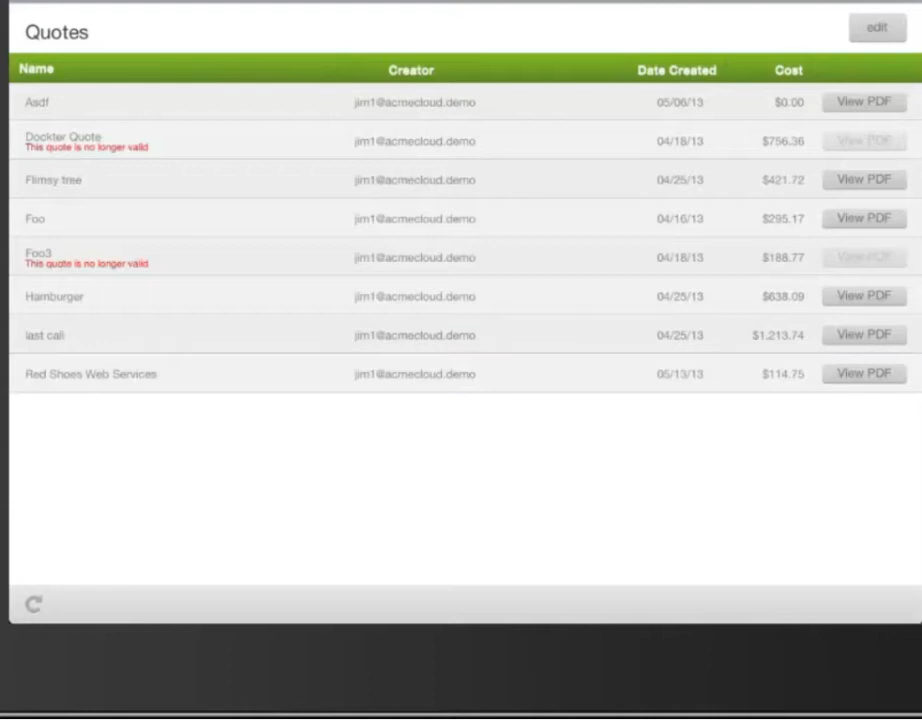 Quotes
edit
Name Creator Date Created Cost
Asdf jim1@acmecloud.demo 05/06/13 $0.00 View PDF
Dookter Quote jim1@acmecloud.demo 04/18/13 $756.36 View PDF
This quote is no longer valid
Flimsy tree jim1@acmecloud.demo 04/25/13 $421.72 View PDF
Foo jim1@acmecloud.demo 04/16/13 $295.17 View PDF
Foo3 jim1@acmecloud.demo 04/18/13 $188.77 View PDF
This quote is no longer valid
Hamburger jim1@acmecloud.demo 04/25/13 $638.09 View PDF
last call jim1@acmecloud.demo 04/25/13 $1,213.74 View PDF
Red Shoes Web Services jim1@acmecloud.demo 05/13/13 $114.75 View PDF